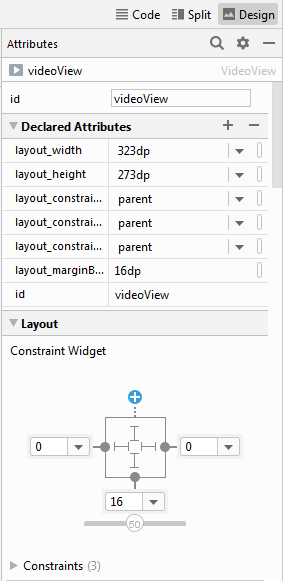 Code Split Design
Attributes
videoView VideoView
id videoView
Declared Attributes
layout_width 323dp
layout_height 273dp
layout_constrai... parent
layout_constrai... parent
layout_constrai... parent
layout_marginB... 16dp
id videoView
Layout
Constraint Widget
0 0
16
50
Constraints (3)